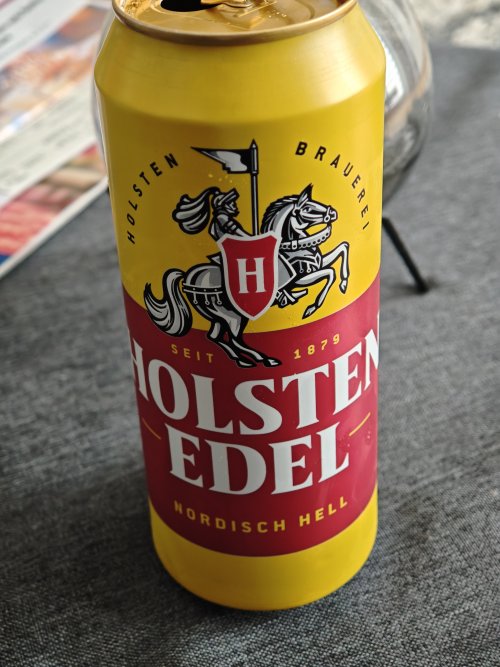 HOLSTEN BRAUEREI
H
SEIT 1879
HOLSTEN
EDEL
NORDISCH HELL